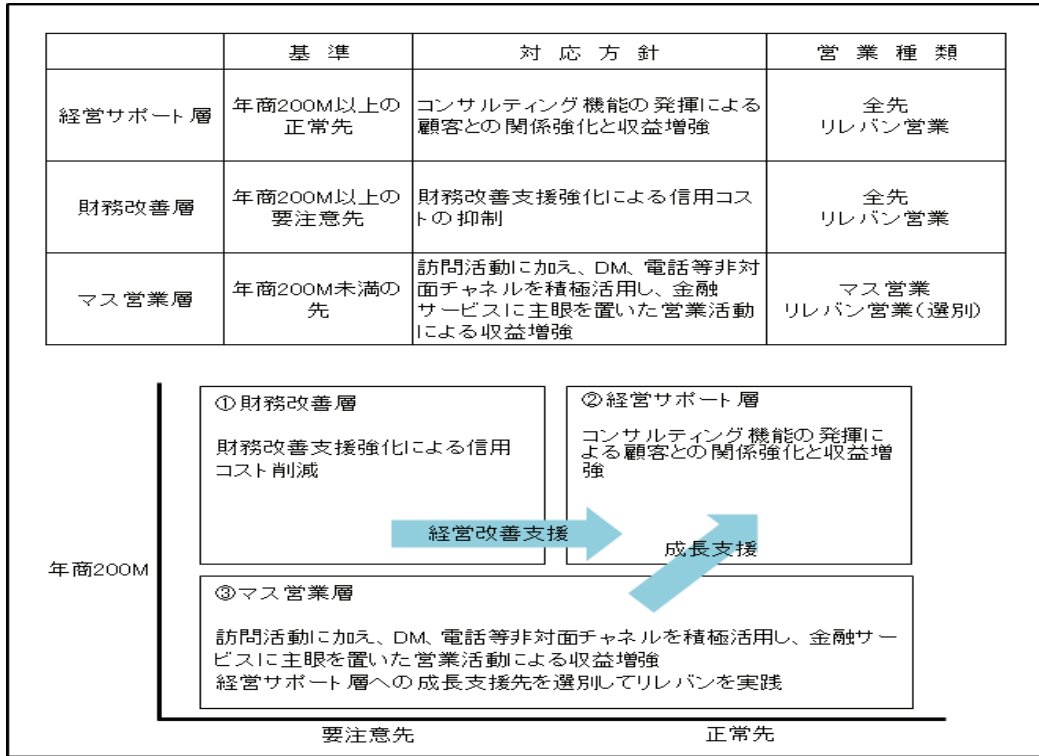 基準
対応方針
営業種類
経営サポート層
年商200M以上の
正常先
コンサルティング機能の発揮による
顧客との関係強化と収益増強
全先
リレバン営業
財務改善層
年商200M以上の
要注意先
財務改善支援強化による信用コス
トの抑制
全先
リレバン営業
マス営業層
年商200M未満の
先
訪問活動に加え、DM、電話等非対
面チャネルを積極活用し、金融
サービスに主眼を置いた営業活動
による収益増強
マス営業
リレバン営業(選別)
①財務改善層
財務改善支援強化による信用
コスト削減
②経営サポート層
コンサルティング機能の発揮に
よる顧客との関係強化と収益増
強
経営改善支援
成長支援
年商200M
③マス営業層
訪問活動に加え、DM、電話等非対面チャネルを積極活用し、金融サー
ビスに主眼を置いた営業活動による収益増強
経営サポート層への成長支援先を選別してリレバンを実践
要注意先
正常先